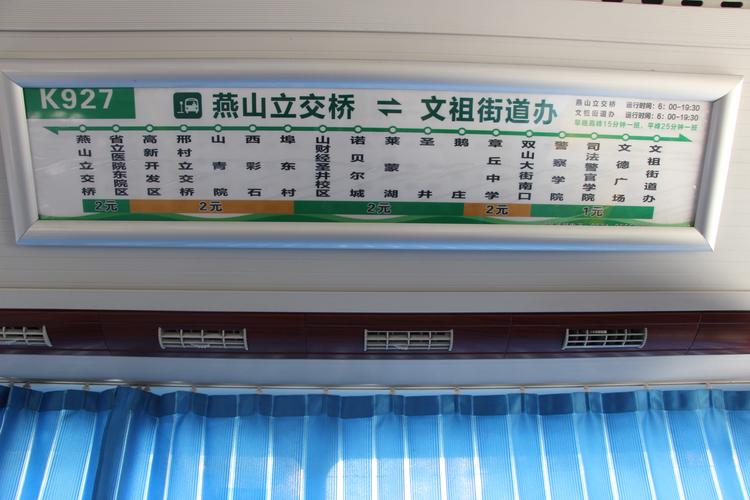 K927
燕山立交桥 ⇌ 文祖街道办
燕山立交桥 运行时间：6：00-19:30
文祖街道办 运行时间：6：00-19:30
早晚高峰15分钟一班，平峰25分钟一班
燕山立交桥
省立医院东院区
高新开发区
邢村立交桥
山青院
西彩石
埠东村
山财经圣井校区
诺贝尔城
莱蒙湖
圣井
鹅庄
章丘中学
双山大街南口
警察学院
司法警官学院
文德广场
文祖街道办
2元 2元 2元 2元 1元